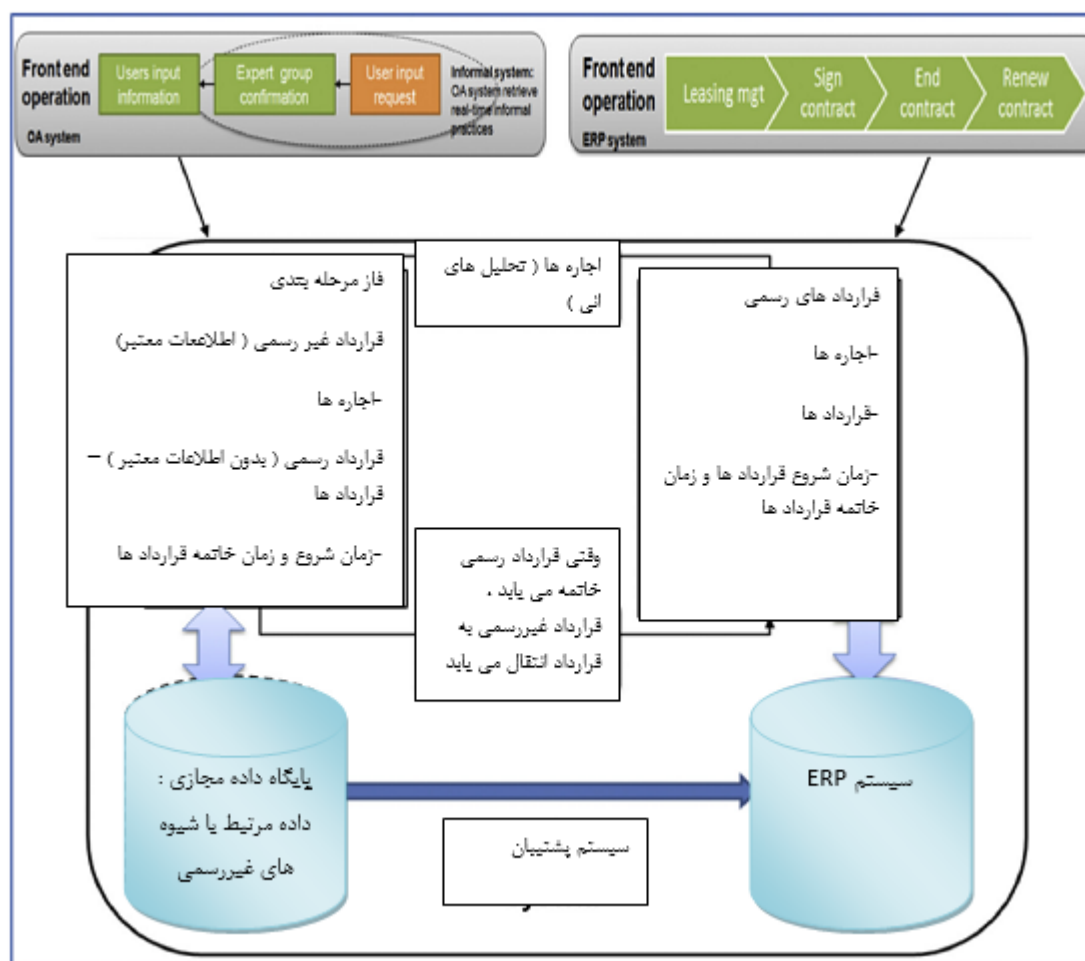 Front end
operation
OA system
Users input
information
Expert group
confirmation
User input
request
Informal system:
OA system retrieve
real-time informal
practices
Front end
operation
ERP system
Leasing mgt
Sign
contract
End
contract
Renew
contract
فاز مرحله بندی
قرارداد غیر رسمی ( اطلاععات معتبر)
-اجاره ها
قرارداد رسمی ( بدون اطلاعات معتبر ) –
قرارداد ها
-زمان شروع و زمان خاتمه قرارداد ها
اجاره ها ( تحلیل های
انی )
قرارداد های رسمی
-اجاره ها
-قرارداد ها
-زمان شروع قرارداد ها و زمان
خاتمه قرارداد ها
وقتی قرارداد رسمی
خاتمه می یابد ،
قرارداد غیررسمی به
قرارداد انتقال می یابد
پایگاه داده مجازی :
داده مرتبط با شیوه
های غیررسمی
سیستم ERP
سیستم پشتیبان